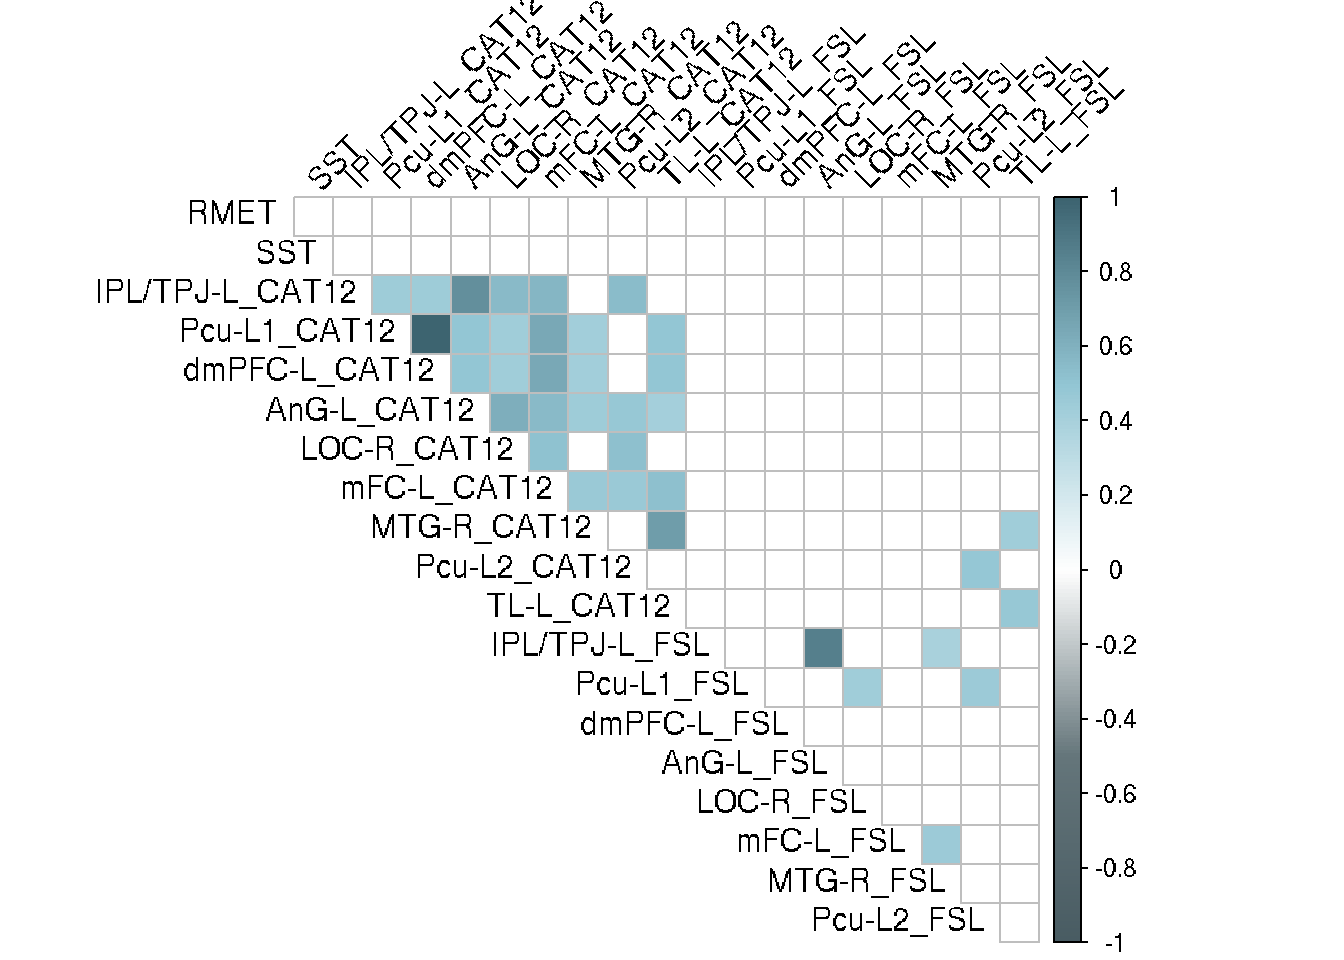 SST
IPL/TPJ-L_CAT12
Pcu-L1_CAT12
dmPFC-L_CAT12
AnG-L_CAT12
LOC-R_CAT12
mFC-L_CAT12
MTG-R_CAT12
Pcu-L2_CAT12
TL-L_CAT12
IPL/TPJ-L_FSL
Pcu-L1_FSL
dmPFC-L_FSL
AnG-L_FSL
LOC-R_FSL
mFC-L_FSL
MTG-R_FSL
Pcu-L2_FSL
TL-L_FSL
RMET
SST
IPL/TPJ-L_CAT12
Pcu-L1_CAT12
dmPFC-L_CAT12
AnG-L_CAT12
LOC-R_CAT12
mFC-L_CAT12
MTG-R_CAT12
Pcu-L2_CAT12
TL-L_CAT12
IPL/TPJ-L_FSL
Pcu-L1_FSL
dmPFC-L_FSL
AnG-L_FSL
LOC-R_FSL
mFC-L_FSL
MTG-R_FSL
Pcu-L2_FSL
1
0.8
0.6
0.4
0.2
0
-0.2
-0.4
-0.6
-0.8
-1